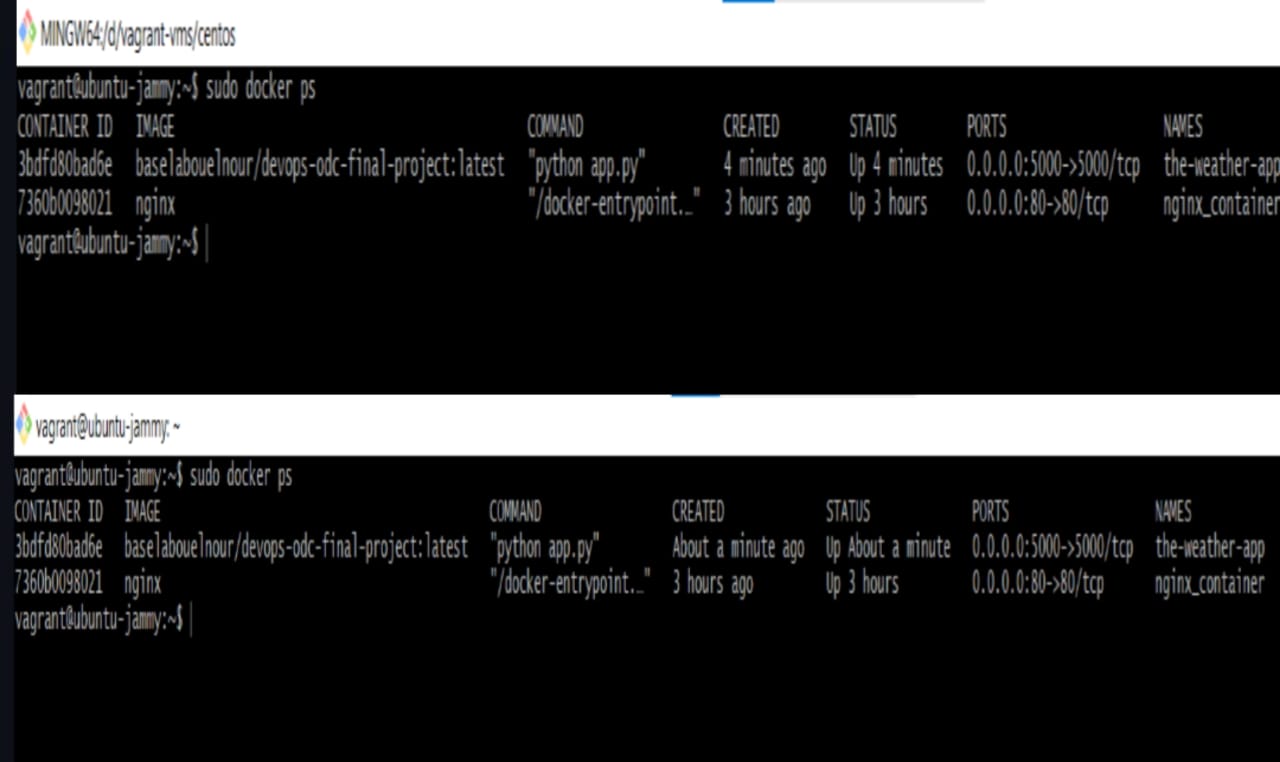 MINGW64:/d/vagrant-vms/centos
vagrant@ubuntu-jammy:~$ sudo docker ps
CONTAINER ID IMAGE COMMAND CREATED STATUS PORTS NAMES
3bdfd80bad6e baselabouelnour/devops-odc-final-project:latest "python app.py" 4 minutes ago Up 4 minutes 0.0.0.0:5000->5000/tcp the-weather-app
7360b0098021 nginx "/docker-entrypoint.…" 3 hours ago Up 3 hours 0.0.0.0:80->80/tcp nginx_container
vagrant@ubuntu-jammy:~$
vagrant@ubuntu-jammy: ~
vagrant@ubuntu-jammy:~$ sudo docker ps
CONTAINER ID IMAGE COMMAND CREATED STATUS PORTS NAMES
3bdfd80bad6e baselabouelnour/devops-odc-final-project:latest "python app.py" About a minute ago Up About a minute 0.0.0.0:5000->5000/tcp the-weather-app
7360b0098021 nginx "/docker-entrypoint.…" 3 hours ago Up 3 hours 0.0.0.0:80->80/tcp nginx_container
vagrant@ubuntu-jammy:~$